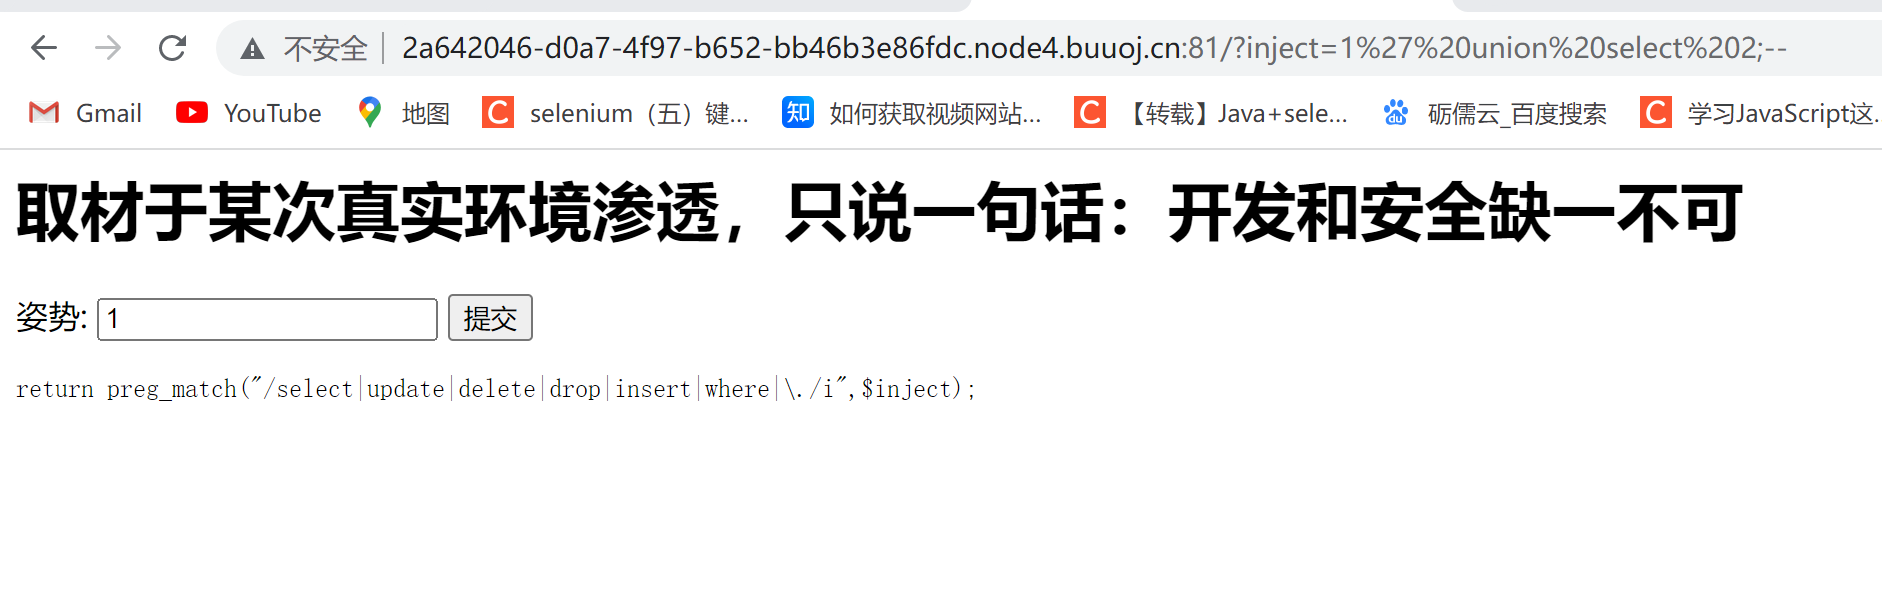 不安全 2a642046-d0a7-4f97-b652-bb46b3e86fdc.node4.buuoj.cn:81/?inject=1%27%20union%20select%202;--
Gmail YouTube 地图 selenium（五）键... 如何获取视频网站... 【转载】Java+sele... 砺儒云_百度搜索 学习JavaScript这...
取材于某次真实环境渗透，只说一句话：开发和安全缺一不可
姿势: 1 提交
return preg_match("/select|update|delete|drop|insert|where|\./i",$inject);